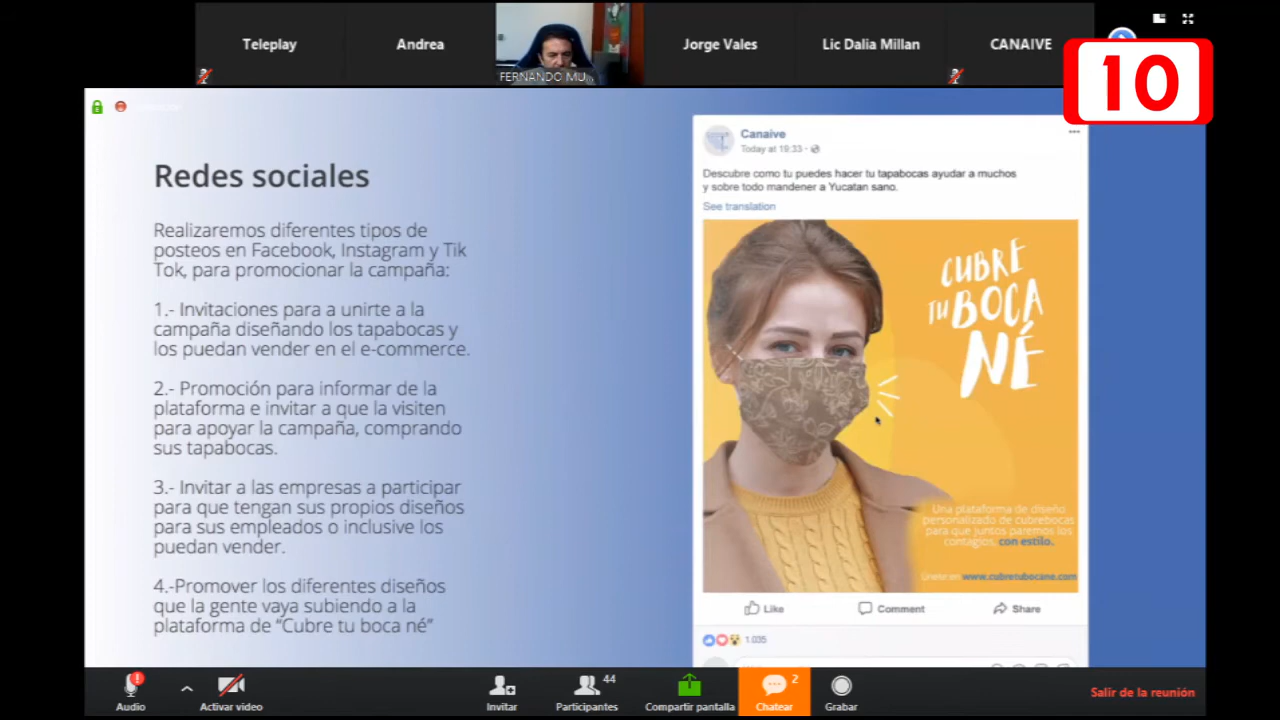 Teleplay
Andrea
FERNANDO MU
Jorge Vales
Lic Dalia Millan
CANAIVE
10
Redes sociales
Realizaremos diferentes tipos de
posteos en Facebook, Instagram y Tik
Tok, para promocionar la campaña:
1.- Invitaciones para a unirte a la
campaña diseñando los tapabocas y
los puedan vender en el e-commerce.
2.- Promoción para informar de la
plataforma e invitar a que la visiten
para apoyar la campaña, comprando
sus tapabocas.
3.- Invitar a las empresas a participar
para que tengan sus propios diseños
para sus empleados o inclusive los
puedan vender.
4.-Promover los diferentes diseños
que la gente vaya subiendo a la
plataforma de “Cubre tu boca né”
Canaive
Today at 19:33
Descubre como tu puedes hacer tu tapabocas ayudar a muchos
y sobre todo mandener a Yucatan sano.
See translation
CUBRE
TU BOCA
NÉ
Una plataforma de diseño
personalizado de cubrebocas
para que juntos paremos los
contagios, con estilo.
Únete en www.cubretubocane.com
Like
Comment
Share
1.035
Audio
Activar video
Invitar
44
Participantes
Compartir pantalla
2
Chatear
Grabar
Salir de la reunión